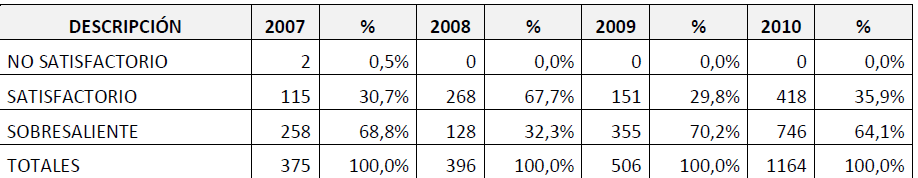 DESCRIPCIÓN 2007 % 2008 % 2009 % 2010 %
NO SATISFACTORIO 2 0,5% 0 0,0% 0 0,0% 0 0,0%
SATISFACTORIO 115 30,7% 268 67,7% 151 29,8% 418 35,9%
SOBRESALIENTE 258 68,8% 128 32,3% 355 70,2% 746 64,1%
TOTALES 375 100,0% 396 100,0% 506 100,0% 1164 100,0%